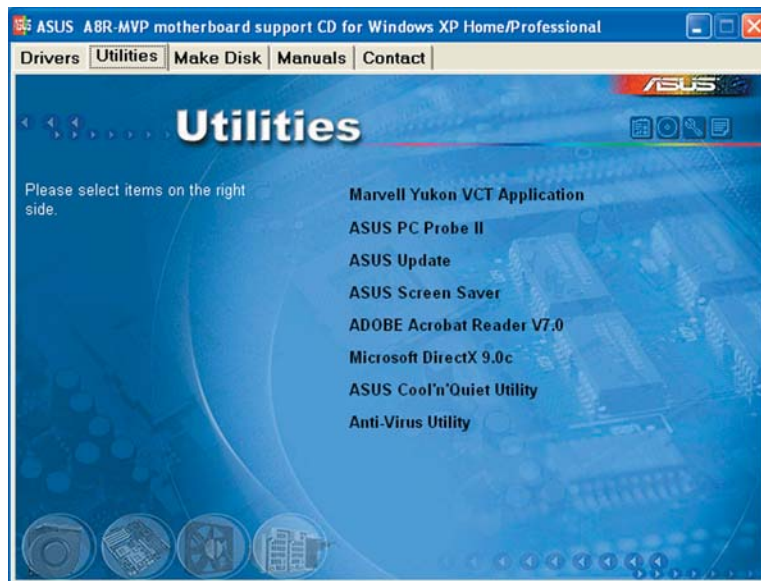 ASUS A8R-MVP motherboard support CD for Windows XP Home/Professional
Drivers Utilities Make Disk Manuals Contact
ASUS
Utilities
Please select items on the right
side.
Marvell Yukon VCT Application
ASUS PC Probe II
ASUS Update
ASUS Screen Saver
ADOBE Acrobat Reader V7.0
Microsoft DirectX 9.0c
ASUS Cool'n'Quiet Utility
Anti-Virus Utility